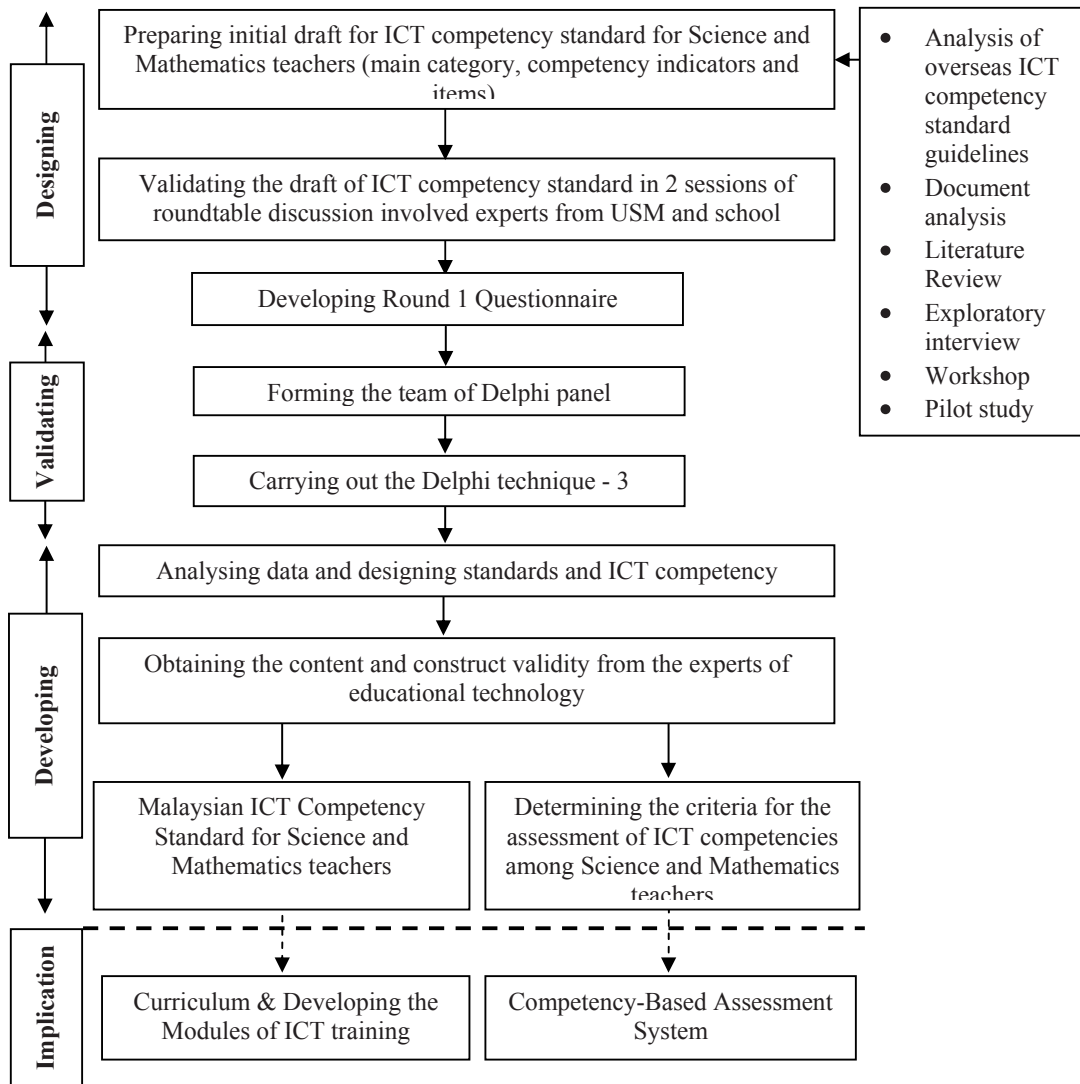 Designing
Preparing initial draft for ICT competency standard for Science and
Mathematics teachers (main category, competency indicators and
items)
Validating the draft of ICT competency standard in 2 sessions of
roundtable discussion involved experts from USM and school
Developing Round 1 Questionnaire
• Analysis of
overseas ICT
competency
standard
guidelines
• Document
analysis
• Literature
Review
• Exploratory
interview
• Workshop
• Pilot study
Validating
Forming the team of Delphi panel
Carrying out the Delphi technique - 3
Developing
Analysing data and designing standards and ICT competency
Obtaining the content and construct validity from the experts of
educational technology
Malaysian ICT Competency
Standard for Science and
Mathematics teachers
Determining the criteria for the
assessment of ICT competencies
among Science and Mathematics
teachers
Implication
Curriculum & Developing the
Modules of ICT training
Competency-Based Assessment
System